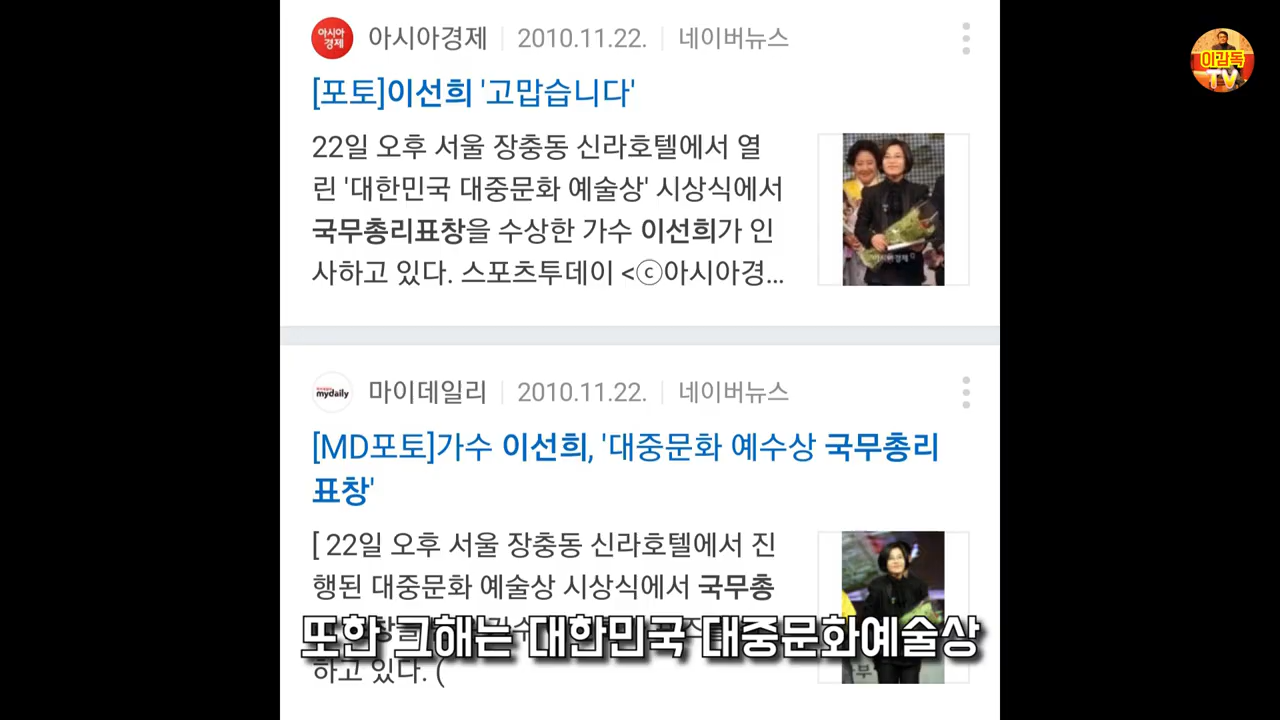 아시아경제 2010.11.22. 네이버뉴스
이감독
TV
[포토]이선희 '고맙습니다'
22일 오후 서울 장충동 신라호텔에서 열
린 '대한민국 대중문화 예술상' 시상식에서
국무총리표창을 수상한 가수 이선희가 인
사하고 있다. 스포츠투데이 <ⓒ아시아경...
아시아경제
mydaily
마이데일리 2010.11.22. 네이버뉴스
[MD포토]가수 이선희, '대중문화 예수상 국무총리
표창'
[ 22일 오후 서울 장충동 신라호텔에서 진
행된 대중문화 예술상 시상식에서 국무총
또한 그해는 대한민국 대중문화예술상
하고 있다. (